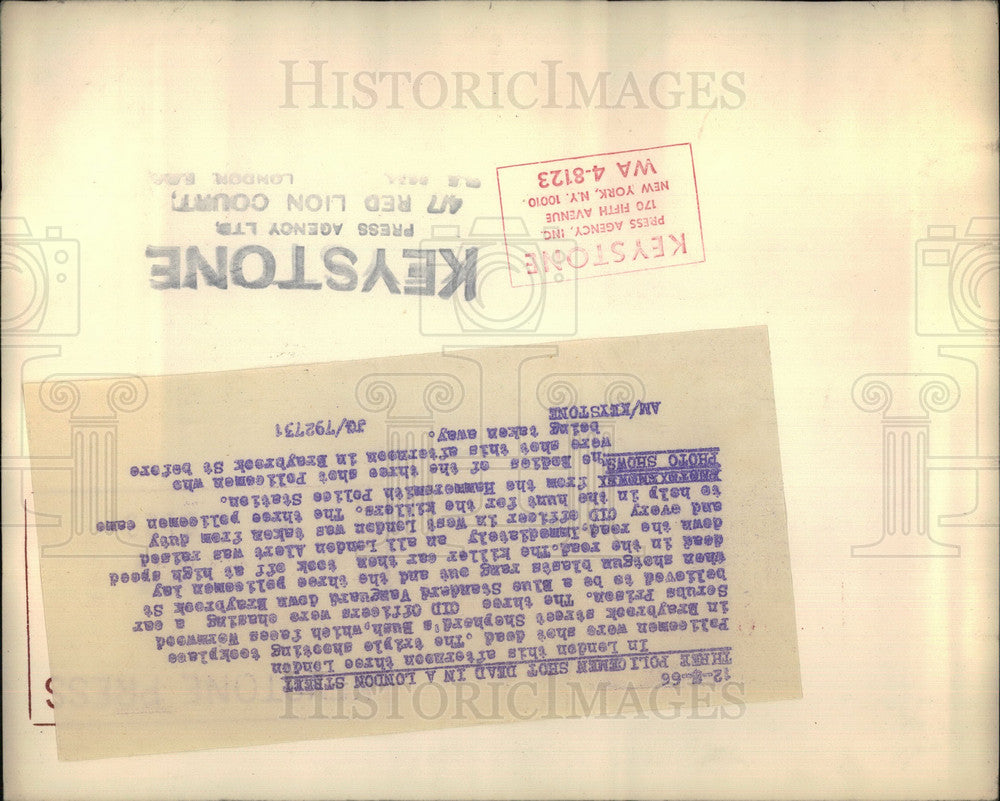 HISTORICIMAGES
KEYSTONE
PRESS AGENCY, INC.
170 FIFTH AVENUE
NEW YORK, N.Y. 10010.
WA 4-8123
KEYSTONE
PRESS AGENCY LTD,
4/7 RED LION COURT,
LONDON, E.C.4.
12-8-66
THREE POLICEMEN SHOT DEAD IN A LONDON STREET
In London this afternoon three London
Policemen were shot dead. The triple shooting tookplace
in Braybrook street Shepherd's Bush,which faces Wormwood
Scrubs Prison. The three CID Officers were chasing a car
believed to be a Blue Standard Vanguard down Braybrook St
when shotgun blasts rang out and the three policemen lay
dead in the road.The killer car then took off at high speed
down the road.Immediately an all London Alert was raised
and every CID officer in West London was taken from duty
to help in the hunt for the killers. The three policemen came
from the Hammersmith Police Station.
PHOTO SHOWS
he Bodies of the three shot Policemen who
were shot this afternoon in Braybrook St before
being taken away.
AM/KEYSTONE JG/792731
HISTORICIMAGES